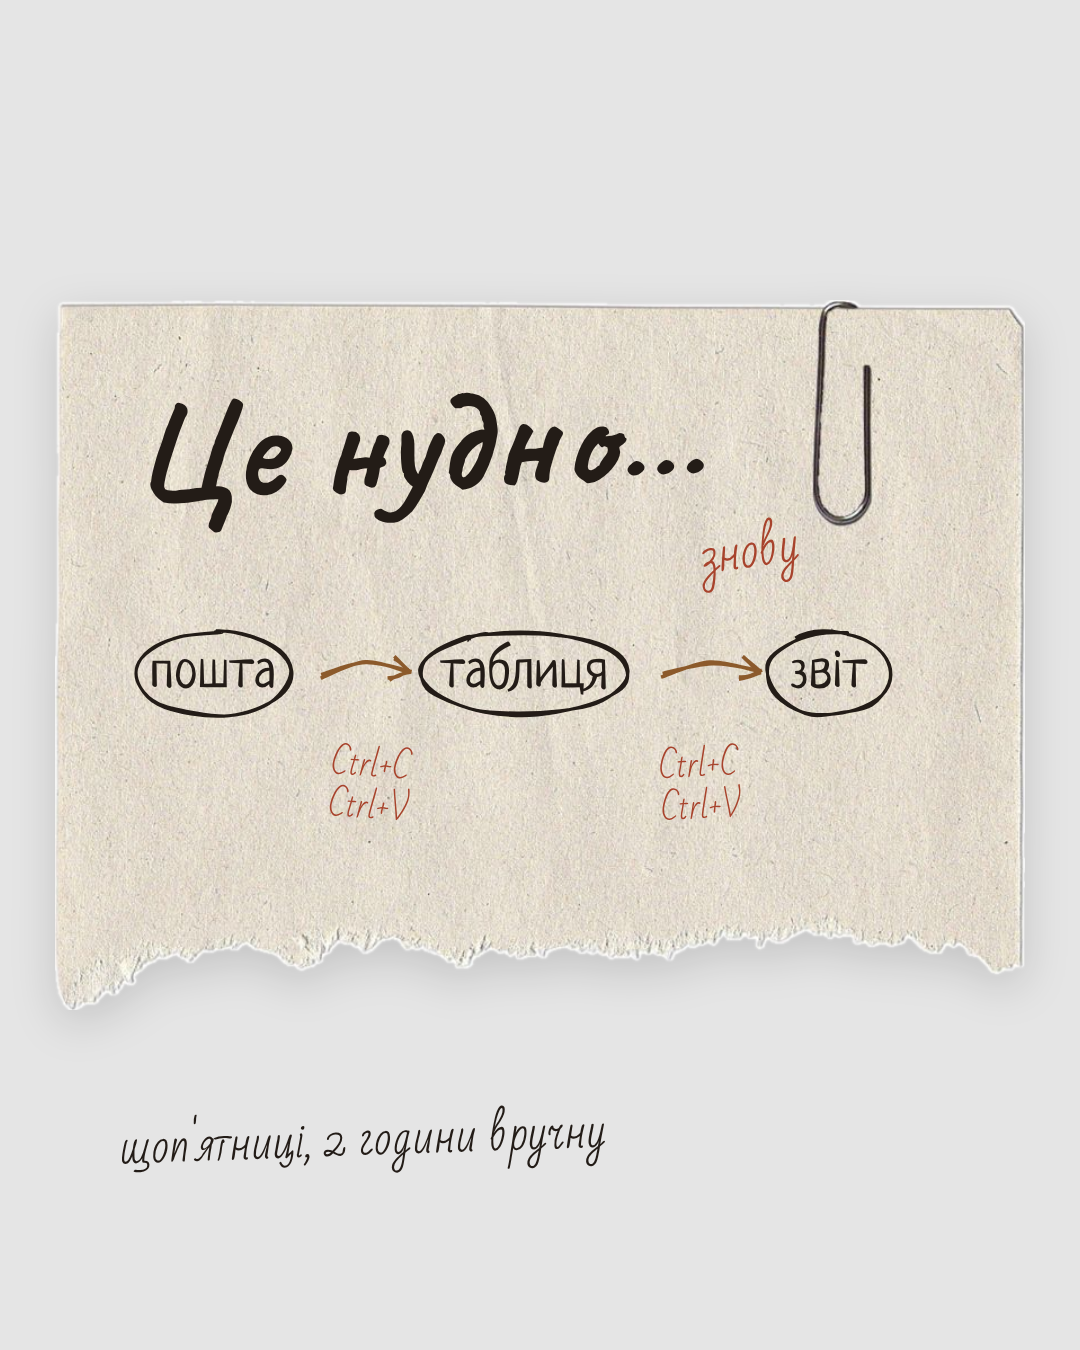 Це нудно...
знову
пошта таблиця звіт
Ctrl+C Ctrl+C
Ctrl+V Ctrl+V
щоп'ятниці, 2 години вручну